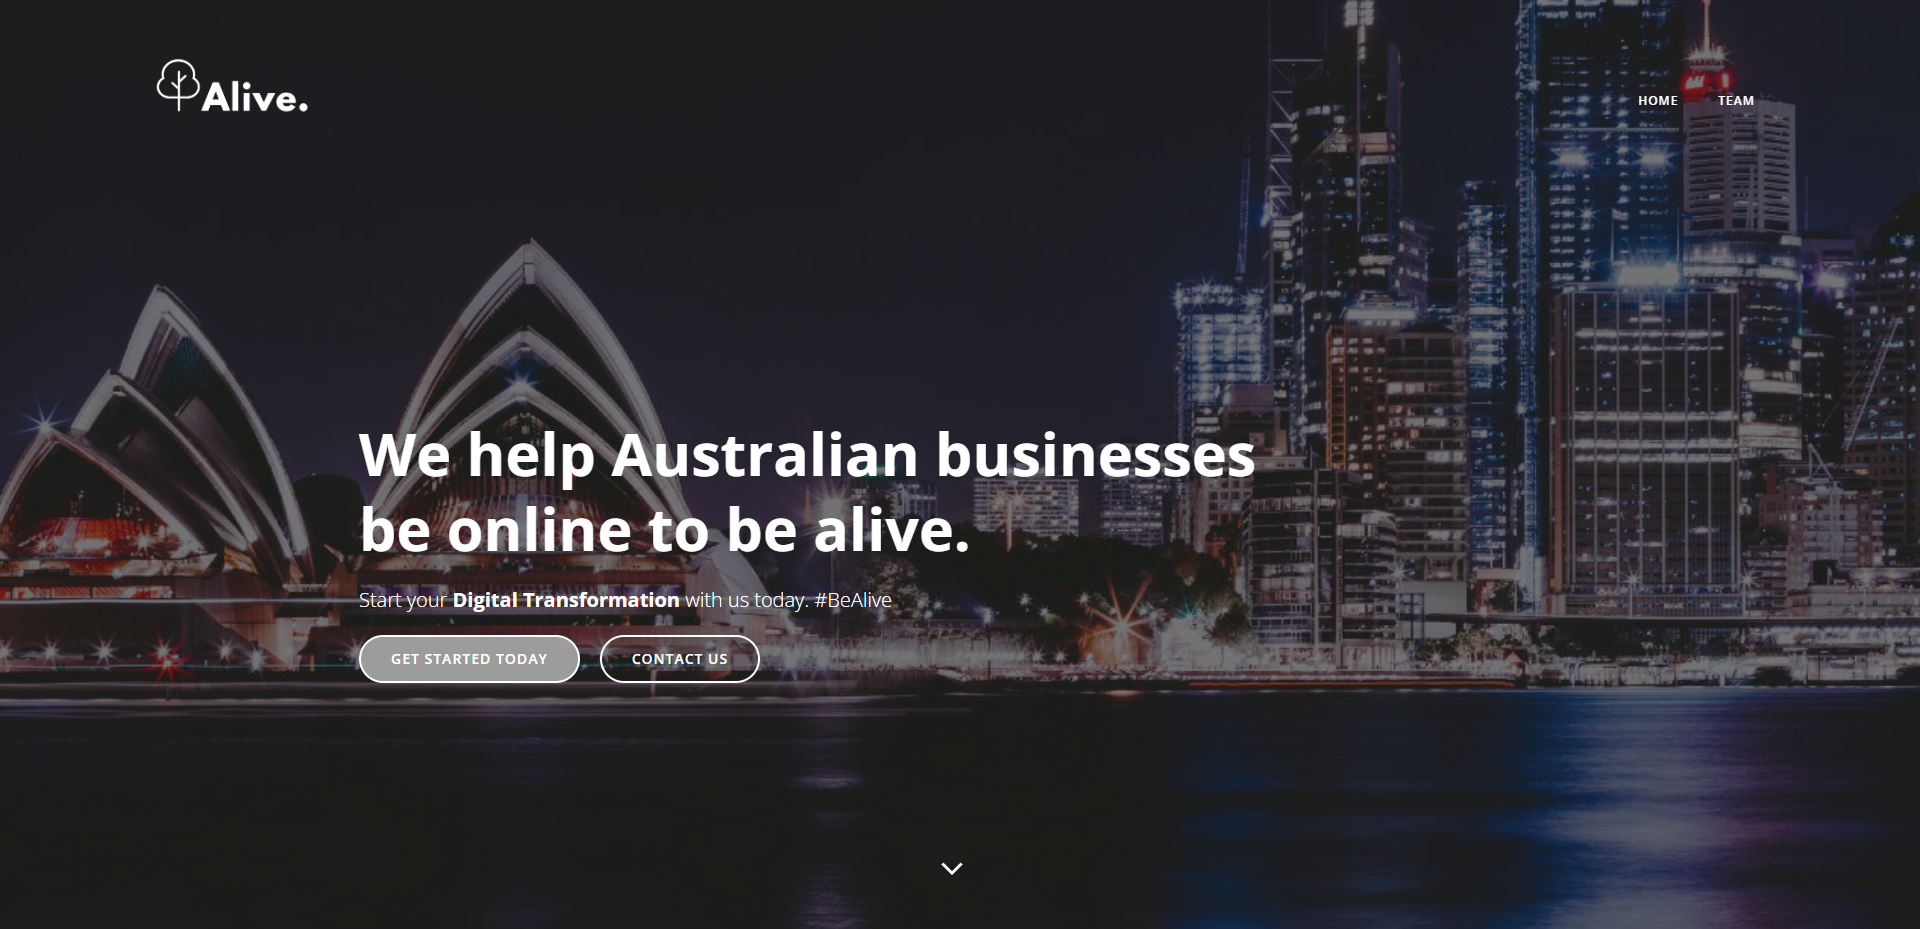 Alive.
HOME TEAM
We help Australian businesses
be online to be alive.
Start your Digital Transformation with us today. #BeAlive
GET STARTED TODAY CONTACT US